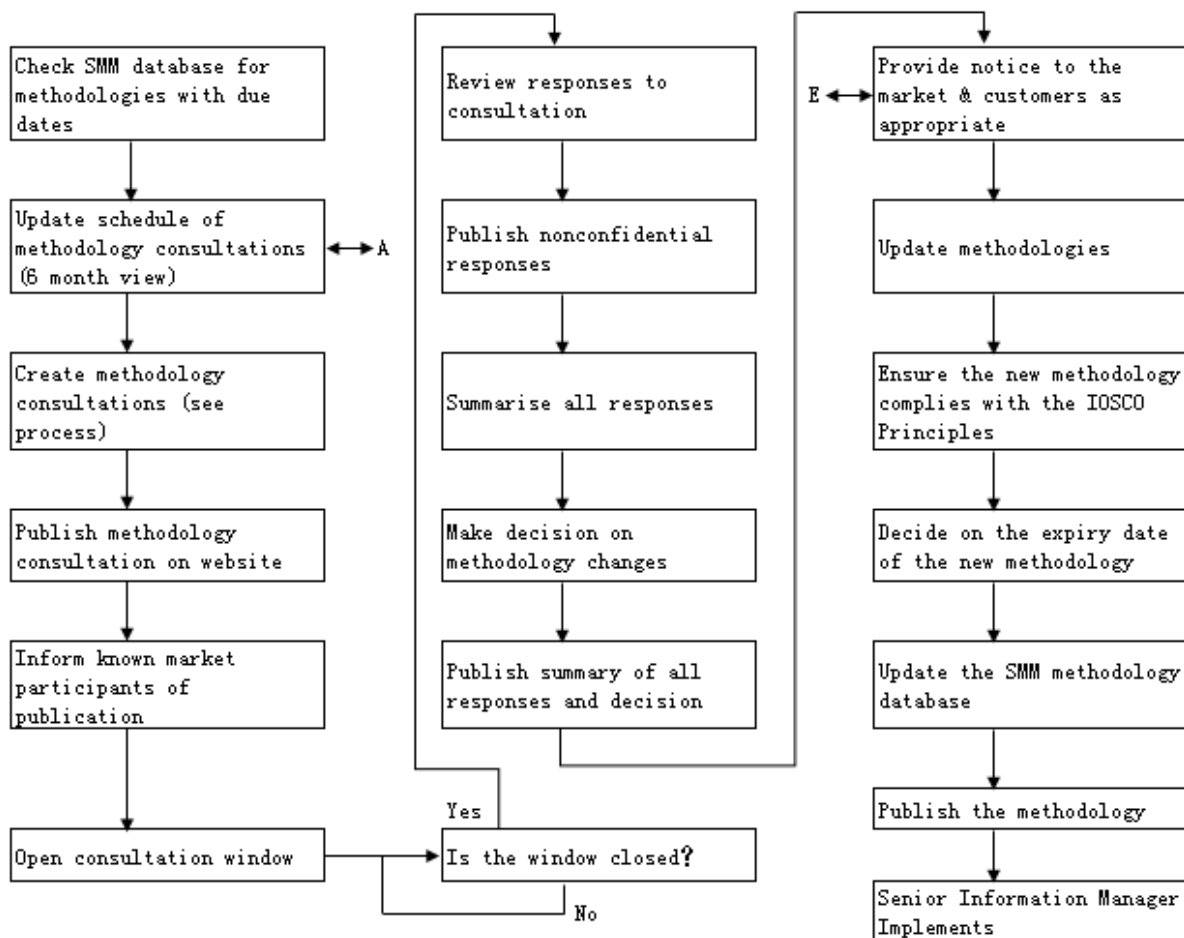 Check SMM database for
methodologies with due
dates
Update schedule of
methodology consultations
(6 month view)
A
Create methodology
consultations (see
process)
Publish methodology
consultation on website
Inform known market
participants of
publication
Open consultation window
Review responses to
consultation
Publish nonconfidential
responses
Summarise all responses
Make decision on
methodology changes
Publish summary of all
responses and decision
Yes
Is the window closed?
No
E
Provide notice to the
market & customers as
appropriate
Update methodologies
Ensure the new methodology
complies with the IOSCO
Principles
Decide on the expiry date
of the new methodology
Update the SMM methodology
database
Publish the methodology
Senior Information Manager
Implements